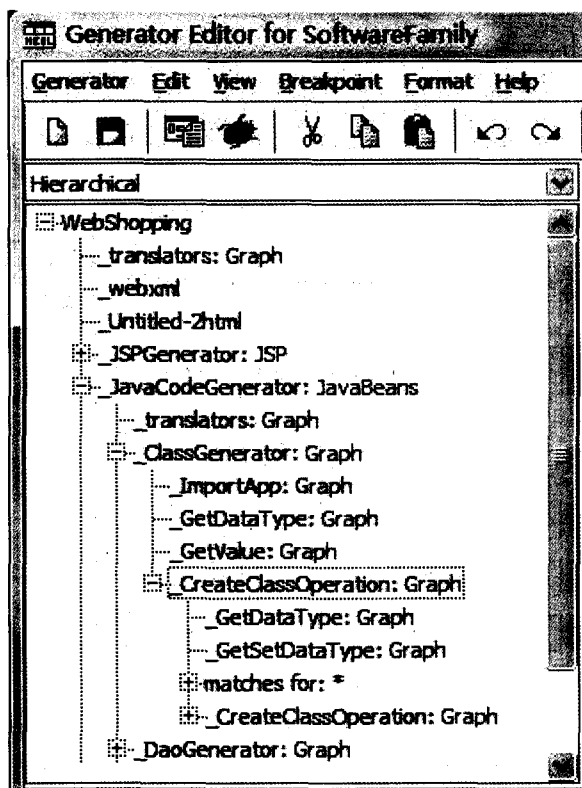 Generator Editor for SoftwareFamily
Generator Edit View Breakpoint Format Help
Hierarchical
WebShopping
_translators: Graph
_webxml
_Untitled-2html
_JSPGenerator: JSP
_JavaCodeGenerator: JavaBeans
_translators: Graph
_ClassGenerator: Graph
_ImportApp: Graph
_GetDataType: Graph
_GetValue: Graph
_CreateClassOperation: Graph
_GetDataType: Graph
_GetSetDataType: Graph
matches for: *
_CreateClassOperation: Graph
_DaoGenerator: Graph